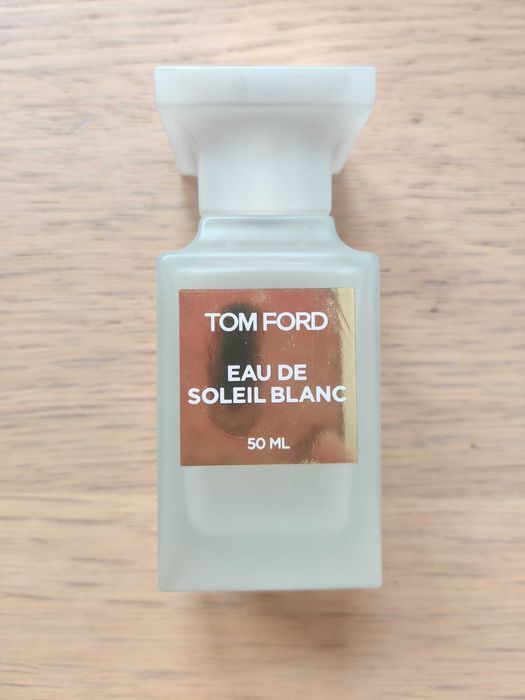 TOM FORD
EAU DE
SOLEIL BLANC
50 ML